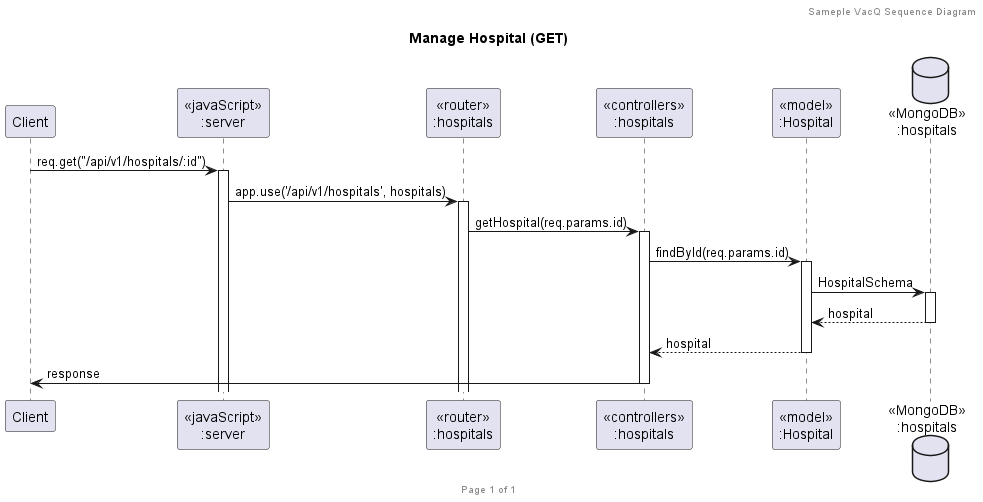 Sameple VacQ Sequence Diagram
Manage Hospital (GET)
Client
«javaScript»
:server
«router»
:hospitals
«controllers»
:hospitals
«model»
:Hospital
«MongoDB»
:hospitals
req.get("/api/v1/hospitals/:id")
app.use('/api/v1/hospitals', hospitals)
getHospital(req.params.id)
findById(req.params.id)
HospitalSchema
hospital
hospital
response
Client
«javaScript»
:server
«router»
:hospitals
«controllers»
:hospitals
«model»
:Hospital
«MongoDB»
:hospitals
Page 1 of 1